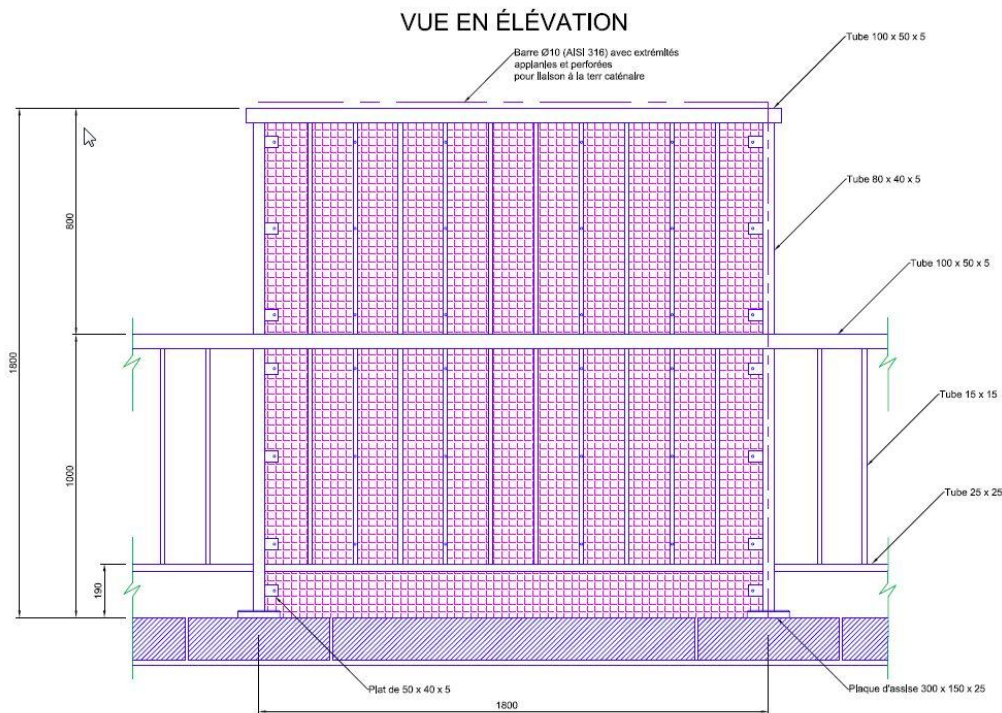 VUE EN ÉLÉVATION
Tube 100 x 50 x 5
Barre Ø10 (AISI 316) avec extrémités
applanies et perforées
pour liaison à la terr caténaire
Tube 80 x 40 x 5
800
Tube 100 x 50 x 5
1800
Tube 15 x 15
1000
Tube 25 x 25
190
Plat de 50 x 40 x 5
Plaque d'assise 300 x 150 x 25
1800